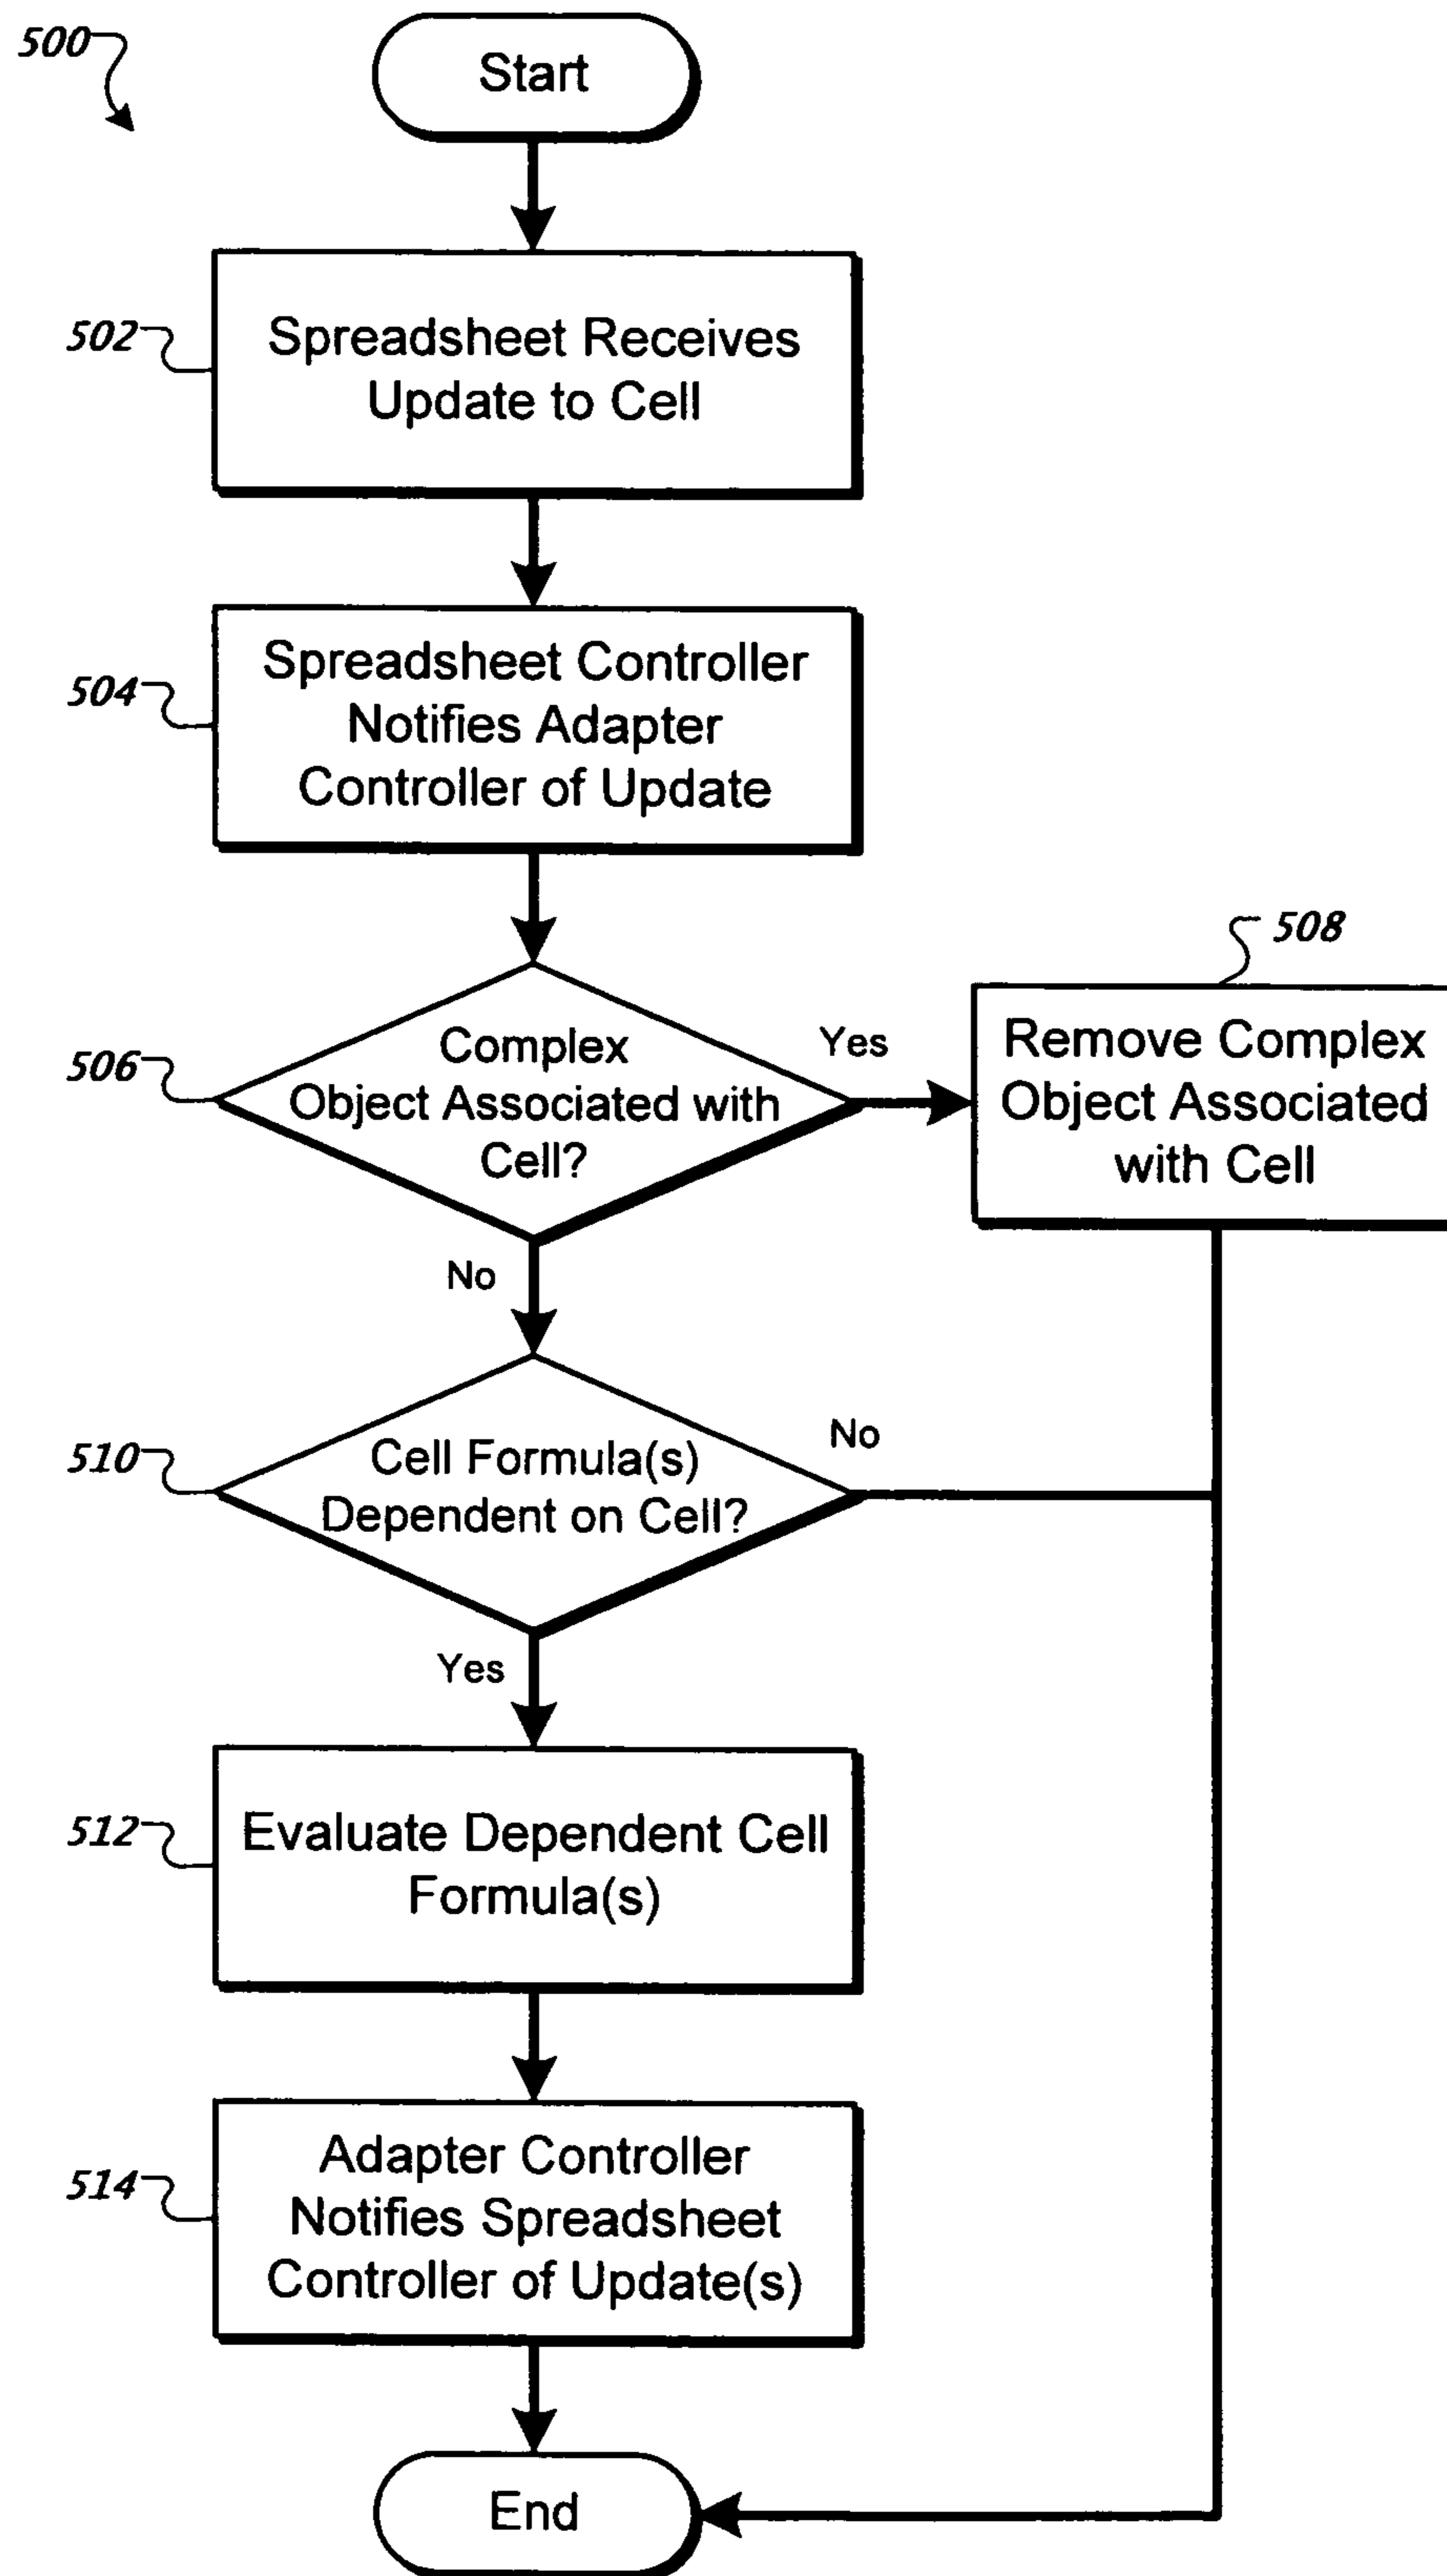 500
Start
502
Spreadsheet Receives
Update to Cell
504
Spreadsheet Controller
Notifies Adapter
Controller of Update
506
Complex
Object Associated with
Cell?
Yes
508
Remove Complex
Object Associated
with Cell
No
510
Cell Formula(s)
Dependent on Cell?
No
Yes
512
Evaluate Dependent Cell
Formula(s)
514
Adapter Controller
Notifies Spreadsheet
Controller of Update(s)
End